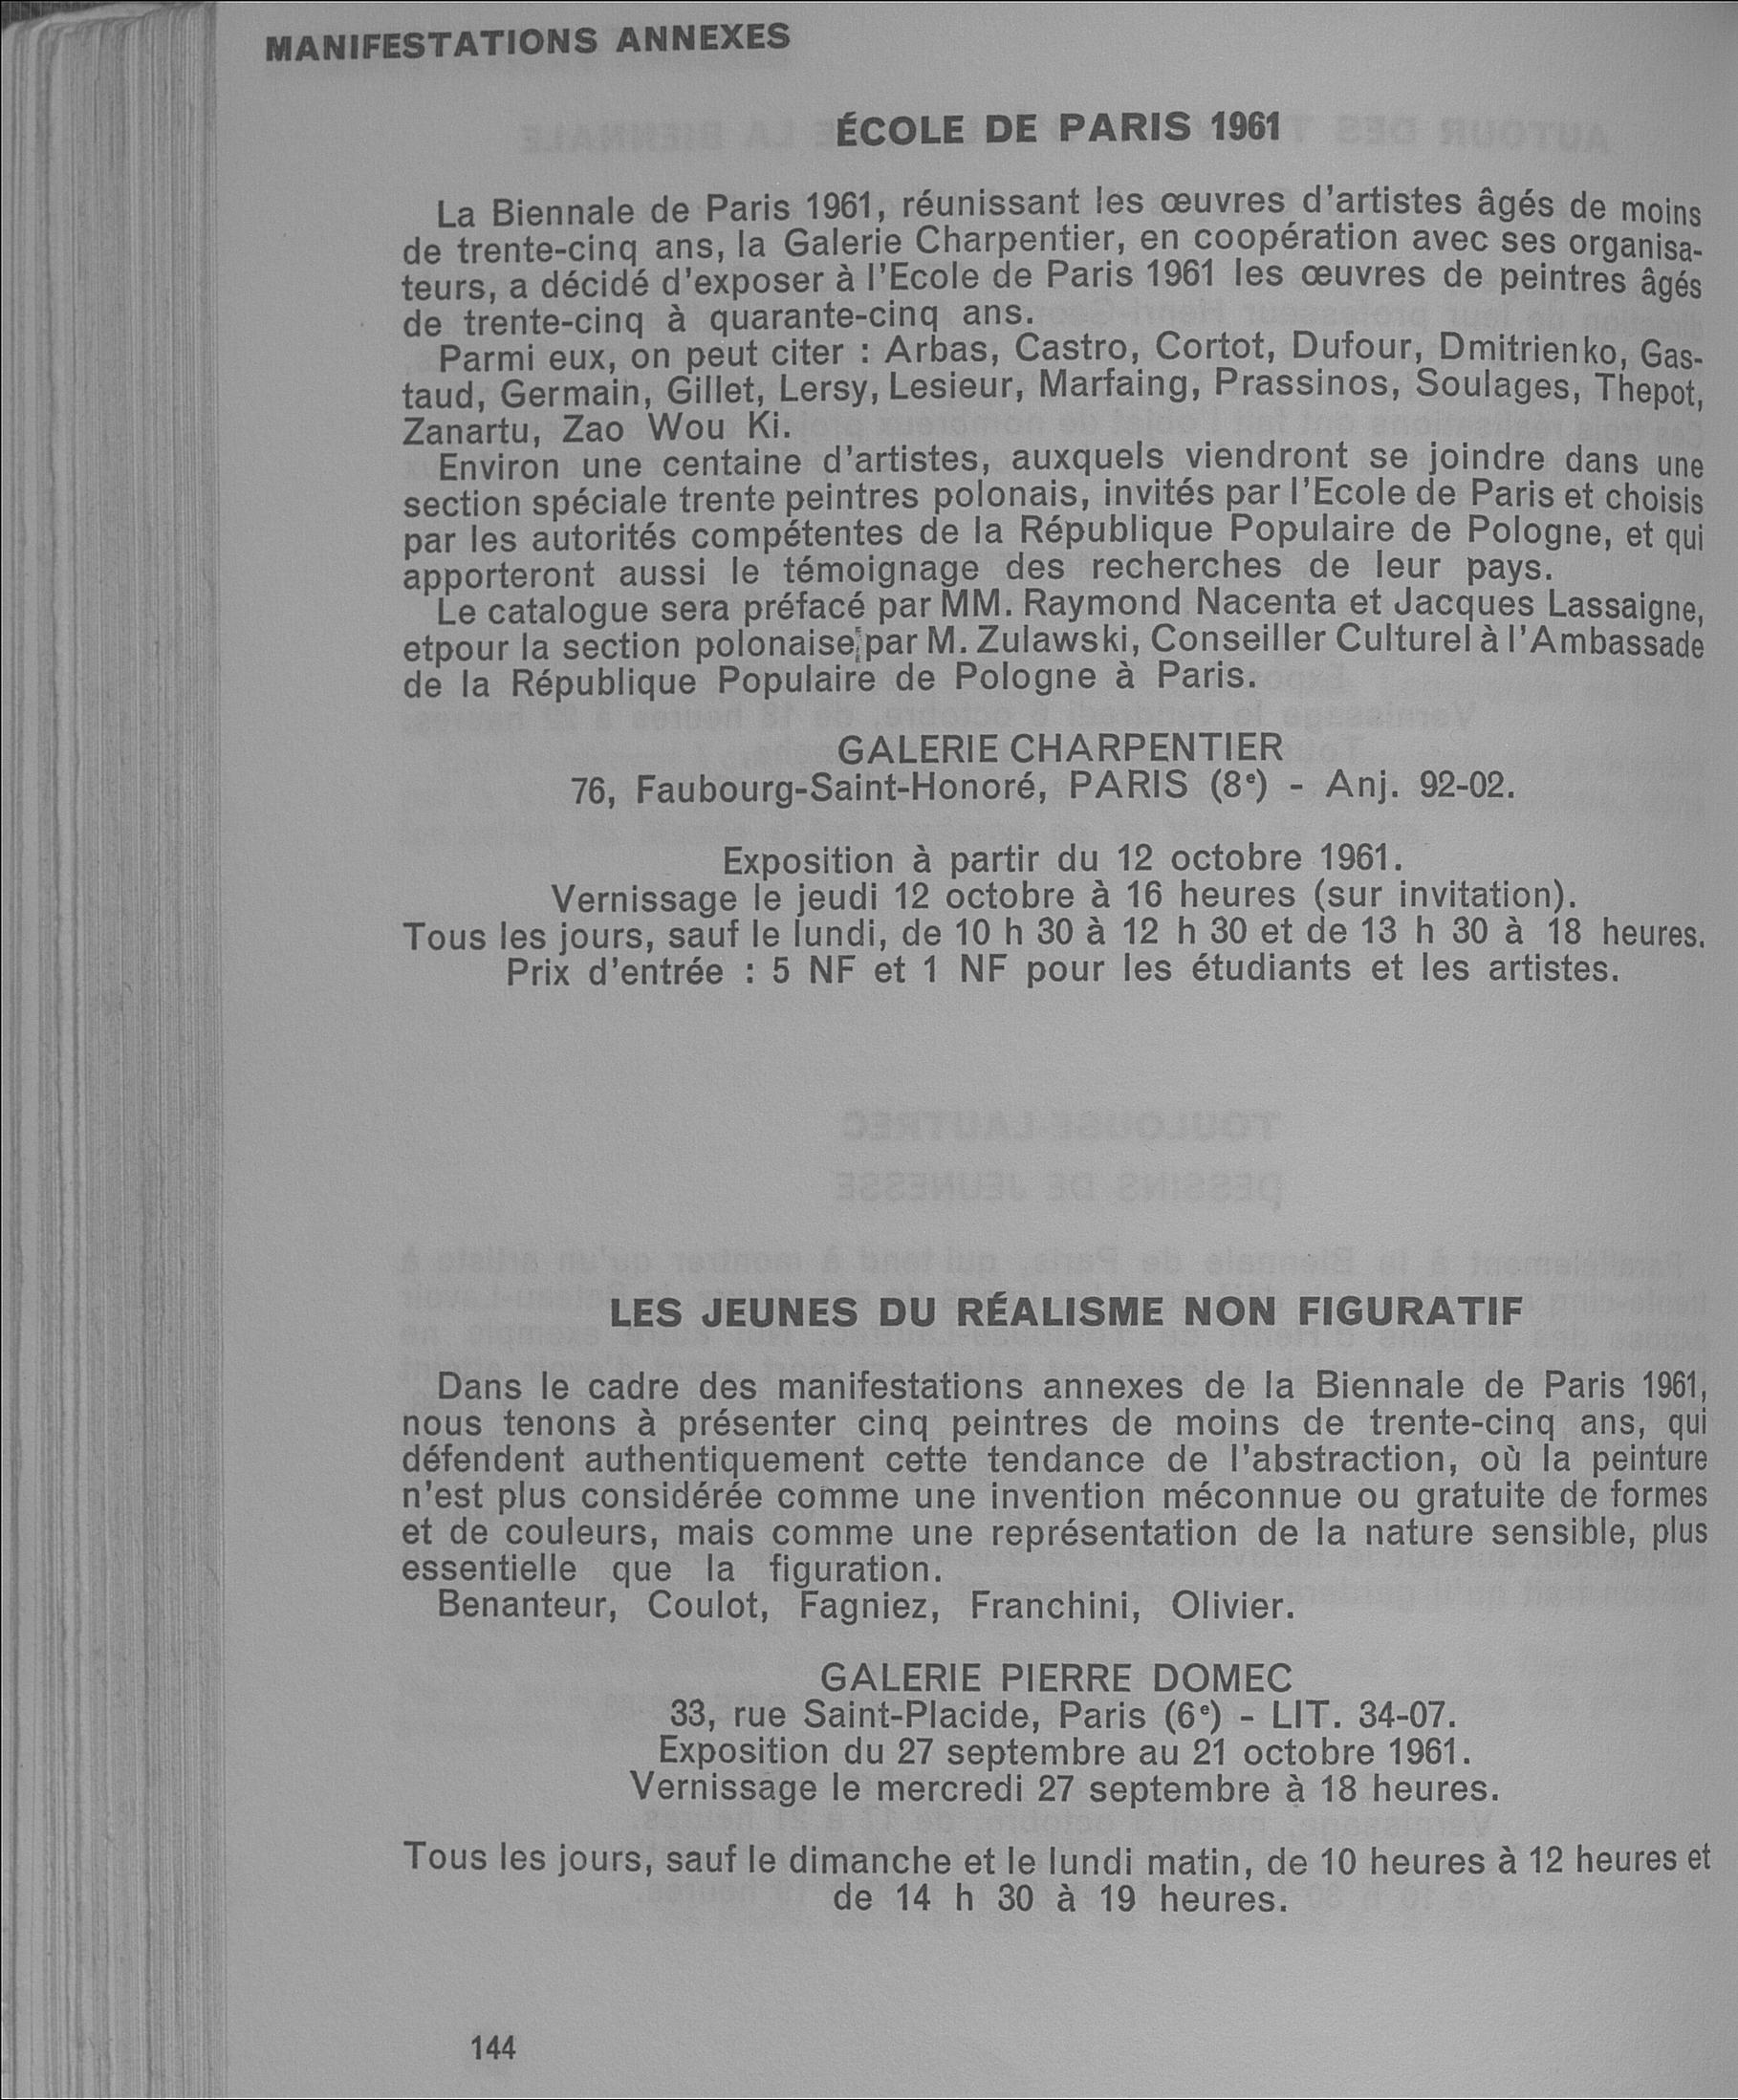 MANIFESTATIONS ANNEXES
ÉCOLE DE PARIS 1961
La Biennale de Paris 1961, réunissant les œuvres d'artistes âgés de moins
de trente-cinq ans, la Galerie Charpentier, en coopération avec ses organisa-
teurs, a décidé d'exposer à l'Ecole de Paris 1961 les œuvres de peintres âgés
de trente-cinq à quarante-cinq ans.
Parmi eux, on peut citer : Arbas, Castro, Cortot, Dufour, Dmitrienko, Gas-
taud, Germain, Gillet, Lersy, Lesieur, Marfaing, Prassinos, Soulages, Thepot,
Zanartu, Zao Wou Ki.
Environ une centaine d'artistes, auxquels viendront se joindre dans une
section spéciale trente peintres polonais, invités par l'Ecole de Paris et choisis
par les autorités compétentes de la République Populaire de Pologne, et qui
apporteront aussi le témoignage des recherches de leur pays.
Le catalogue sera préfacé par MM. Raymond Nacenta et Jacques Lassaigne,
etpour la section polonaise par M. Zulawski, Conseiller Culturel à l'Ambassade
de la République Populaire de Pologne à Paris.
GALERIE CHARPENTIER
76, Faubourg-Saint-Honoré, PARIS (8e) - Anj. 92-02.
Exposition à partir du 12 octobre 1961.
Vernissage le jeudi 12 octobre à 16 heures (sur invitation).
Tous les jours, sauf le lundi, de 10 h 30 à 12 h 30 et de 13 h 30 à 18 heures.
Prix d'entrée : 5 NF et 1 NF pour les étudiants et les artistes.
LES JEUNES DU RÉALISME NON FIGURATIF
Dans le cadre des manifestations annexes de la Biennale de Paris 1961,
nous tenons à présenter cinq peintres de moins de trente-cinq ans, qui
défendent authentiquement cette tendance de l'abstraction, où la peinture
n'est plus considérée comme une invention méconnue ou gratuite de formes
et de couleurs, mais comme une représentation de la nature sensible, plus
essentielle que la figuration.
Benanteur, Coulot, Fagniez, Franchini, Olivier.
GALERIE PIERRE DOMEC
33, rue Saint-Placide, Paris (6e) - LIT. 34-07.
Exposition du 27 septembre au 21 octobre 1961.
Vernissage le mercredi 27 septembre à 18 heures.
Tous les jours, sauf le dimanche et le lundi matin, de 10 heures à 12 heures et
de 14 h 30 à 19 heures.
144